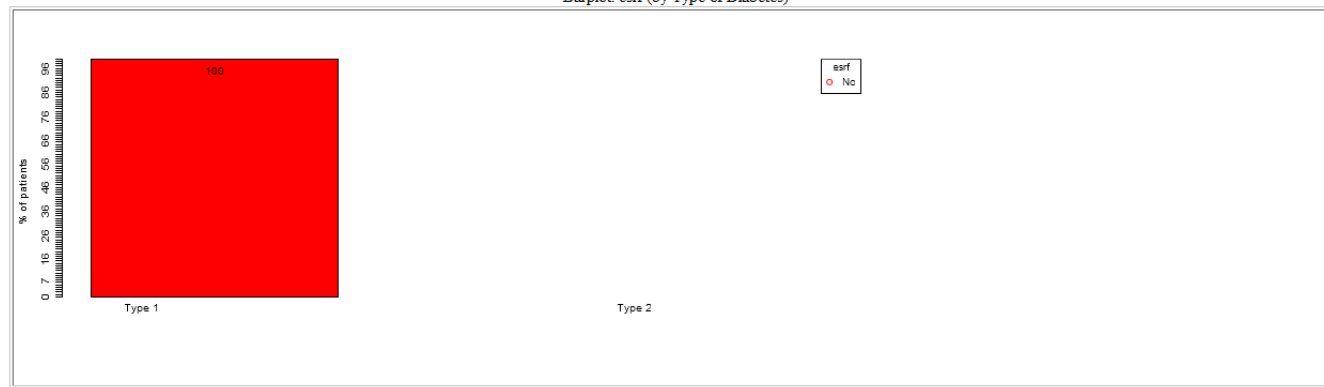 Barplot: esrf (by Type of Diabetes)
% of patients
96
86
76
66
56
46
36
26
16
7
0
100
Type 1
Type 2
esrf
No